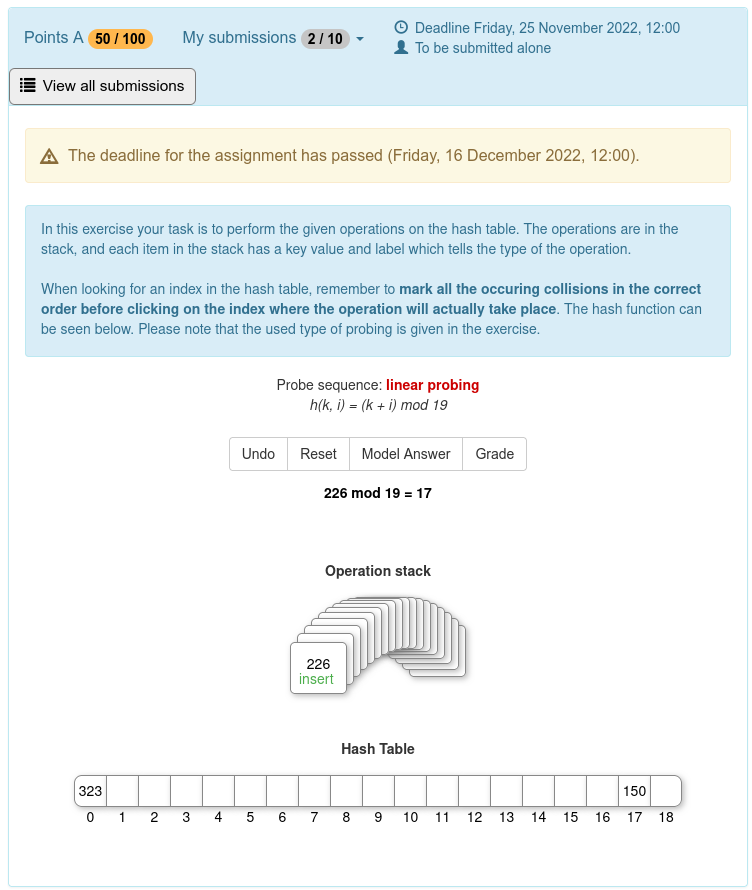 Points A 50 / 100 My submissions 2 / 10
Deadline Friday, 25 November 2022, 12:00
To be submitted alone
View all submissions
The deadline for the assignment has passed (Friday, 16 December 2022, 12:00).
In this exercise your task is to perform the given operations on the hash table. The operations are in the
stack, and each item in the stack has a key value and label which tells the type of the operation.
When looking for an index in the hash table, remember to mark all the occuring collisions in the correct
order before clicking on the index where the operation will actually take place. The hash function can
be seen below. Please note that the used type of probing is given in the exercise.
Probe sequence: linear probing
h(k, i) = (k + i) mod 19
Undo Reset Model Answer Grade
226 mod 19 = 17
Operation stack
226
insert
Hash Table
323 150
0 1 2 3 4 5 6 7 8 9 10 11 12 13 14 15 16 17 18